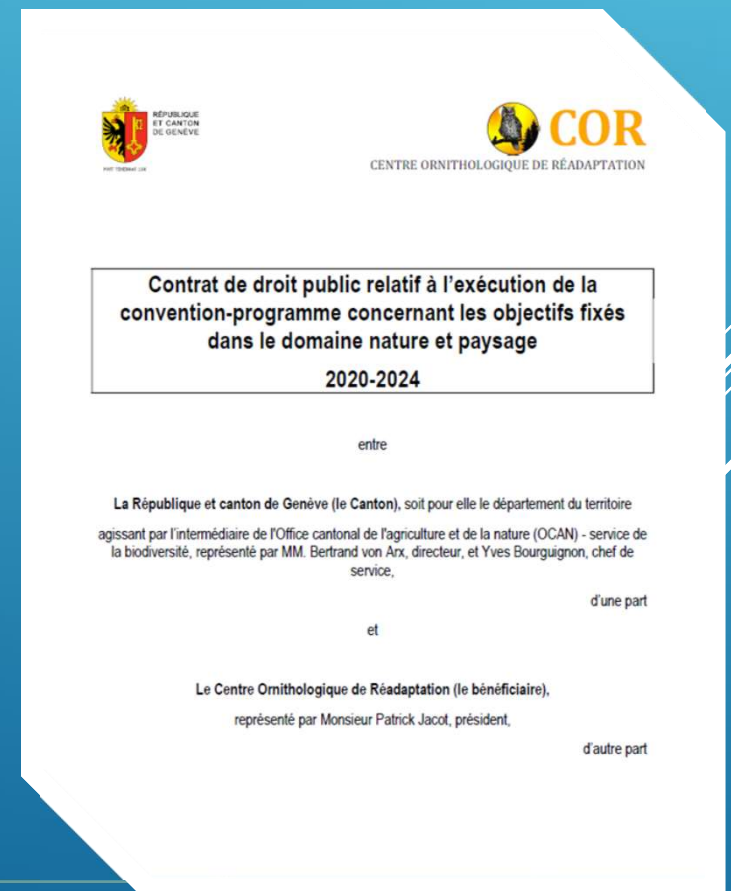 RÉPUBLIQUE
ET CANTON
DE GENÈVE
POST TENEBRAS LUX
COR
CENTRE ORNITHOLOGIQUE DE RÉADAPTATION
Contrat de droit public relatif à l'exécution de la
convention-programme concernant les objectifs fixés
dans le domaine nature et paysage
2020-2024
entre
La République et canton de Genève (le Canton), soit pour elle le département du territoire
agissant par l'intermédiaire de l'Office cantonal de l'agriculture et de la nature (OCAN) - service de
la biodiversité, représenté par MM. Bertrand von Arx, directeur, et Yves Bourguignon, chef de
service,
d'une part
et
Le Centre Ornithologique de Réadaptation (le bénéficiaire),
représenté par Monsieur Patrick Jacot, président,
d'autre part